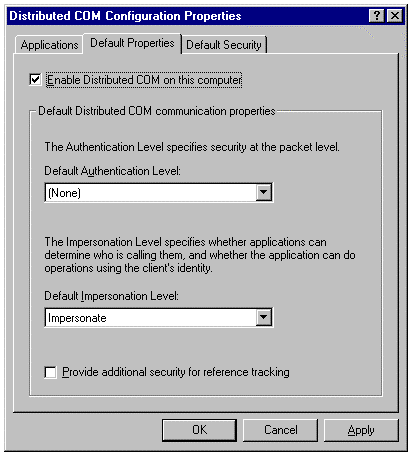 Distributed COM Configuration Properties
Applications
Default Properties
Default Security
Enable Distributed COM on this computer
Default Distributed COM communication properties
The Authentication Level specifies security at the packet level.
Default Authentication Level:
(None)
The Impersonation Level specifies whether applications can
determine who is calling them, and whether the application can do
operations using the client's identity.
Default Impersonation Level:
Impersonate
Provide additional security for reference tracking
OK
Cancel
Apply